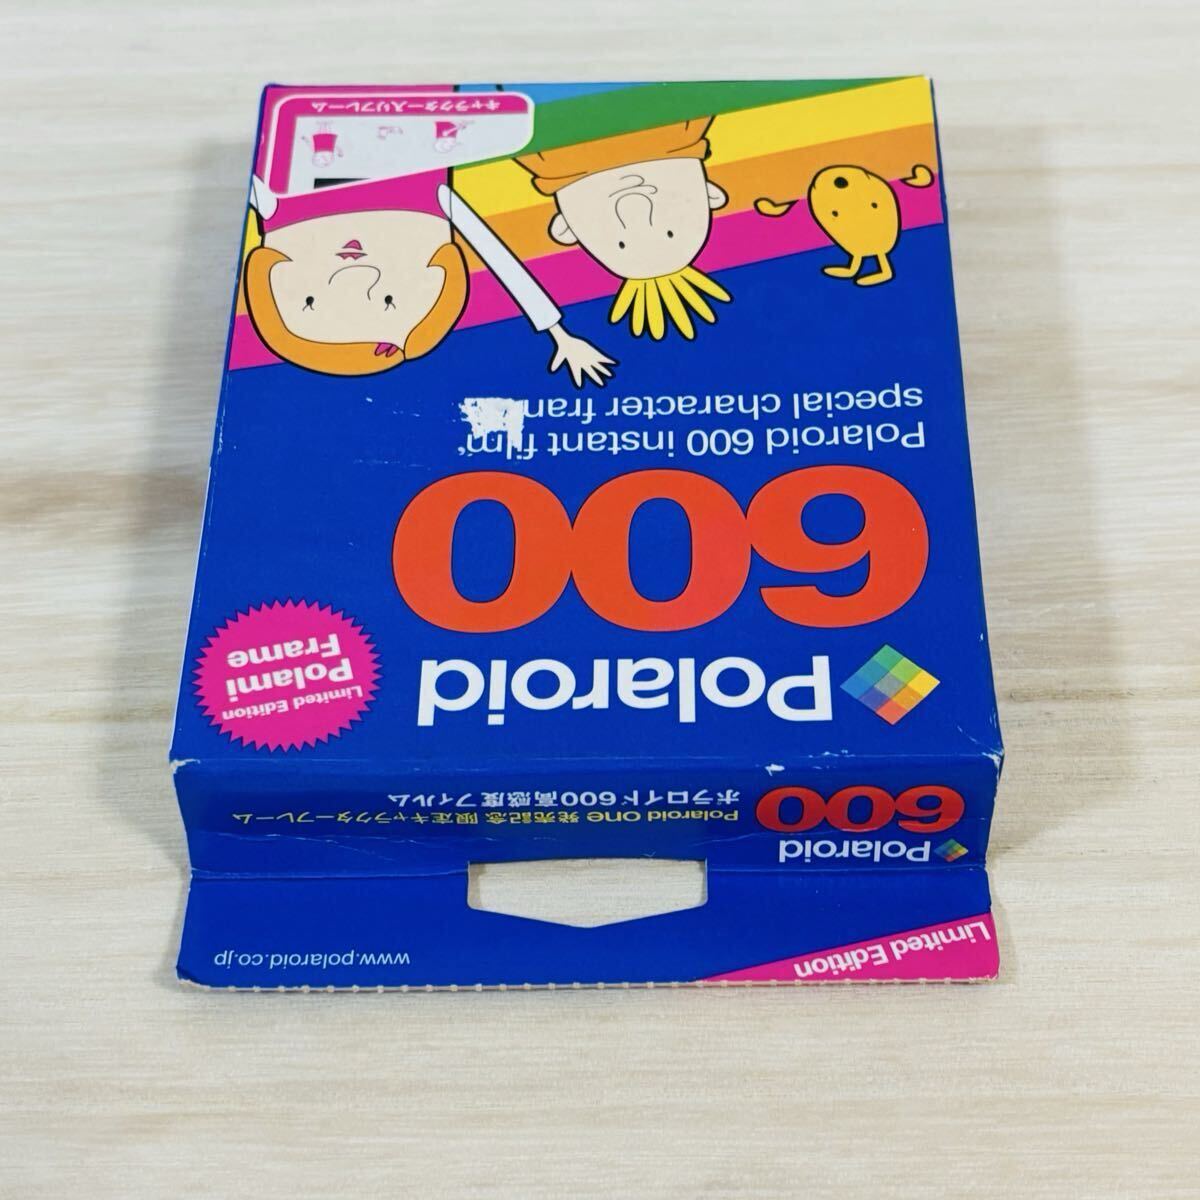 www.polaroid.co.jp
Limited Edition
Polaroid
600
Polaroid One 発売記念 限定キャラクターフレーム
ポラロイド600高感度フィルム
Polaroid
600
Limited Edition
Polami
Frame
Polaroid 600 instant film
special character
キャラクター入りフレーム